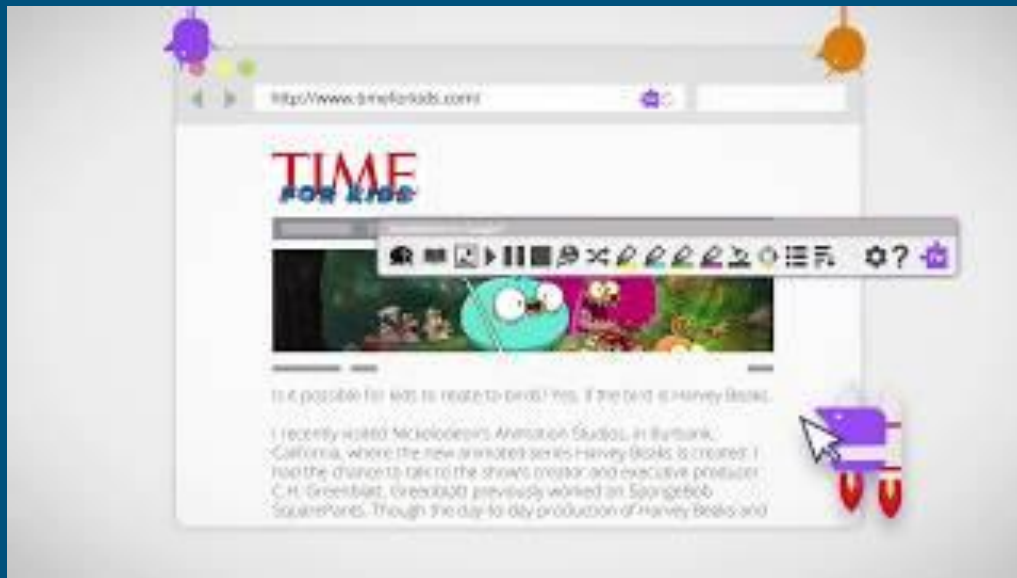 http://www.timeforkids.com/
TIME
FOR KIDS
?
Is it possible for kids to relate to birds? Yes, if the bird is Harvey Beaks.
I recently visited Nickelodeon's Animation Studios, in Burbank,
California, where the new animated series Harvey Beaks is created. I
had the chance to talk to the show's creator and executive producer
C.H. Greenblatt. Greenblatt previously worked on SpongeBob
SquarePants. Though the day-to-day production of Harvey Beaks and